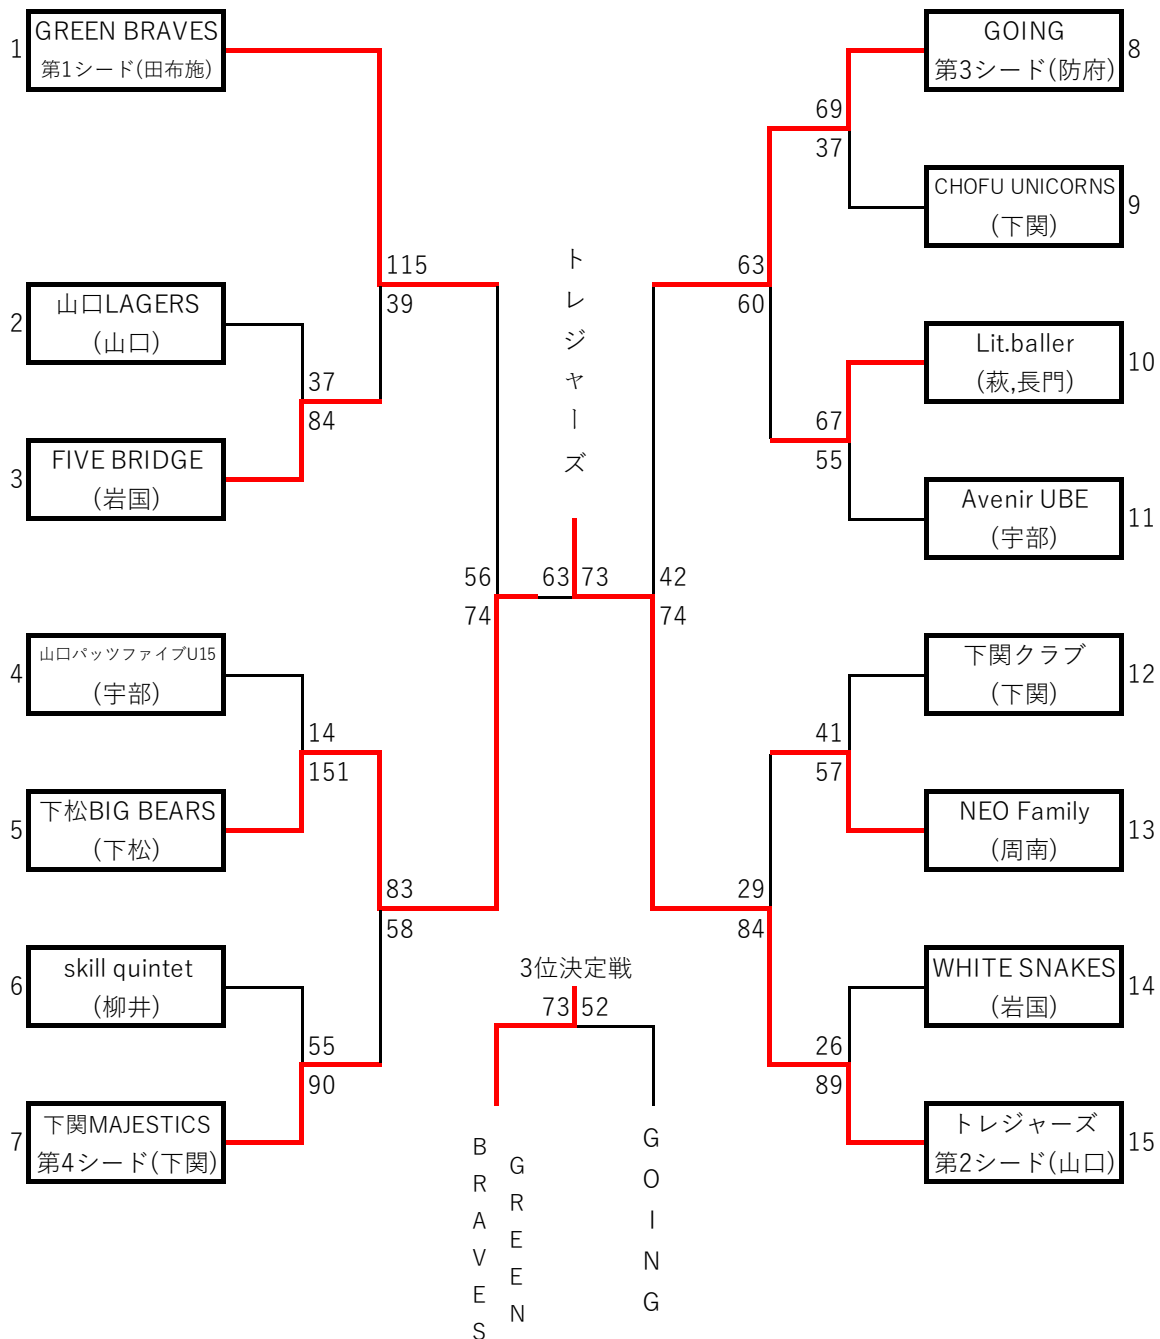 1
GREEN BRAVES
第1シード(田布施)
115
39
2
山口LAGERS
(山口)
37
84
3
FIVE BRIDGE
(岩国)
56
74
4
山口パッツファイブU15
(宇部)
14
151
5
下松BIG BEARS
(下松)
83
58
6
skill quintet
(柳井)
55
90
7
下関MAJESTICS
第4シード(下関)
トレジャーズ
63 73
3位決定戦
73 52
GREEN
BRAVES
GOING
GOING
第3シード(防府)
8
69
37
CHOFU UNICORNS
(下関)
9
63
60
Lit.baller
(萩,長門)
10
67
55
Avenir UBE
(宇部)
11
42
74
下関クラブ
(下関)
12
41
57
NEO Family
(周南)
13
29
84
WHITE SNAKES
(岩国)
14
26
89
トレジャーズ
第2シード(山口)
15